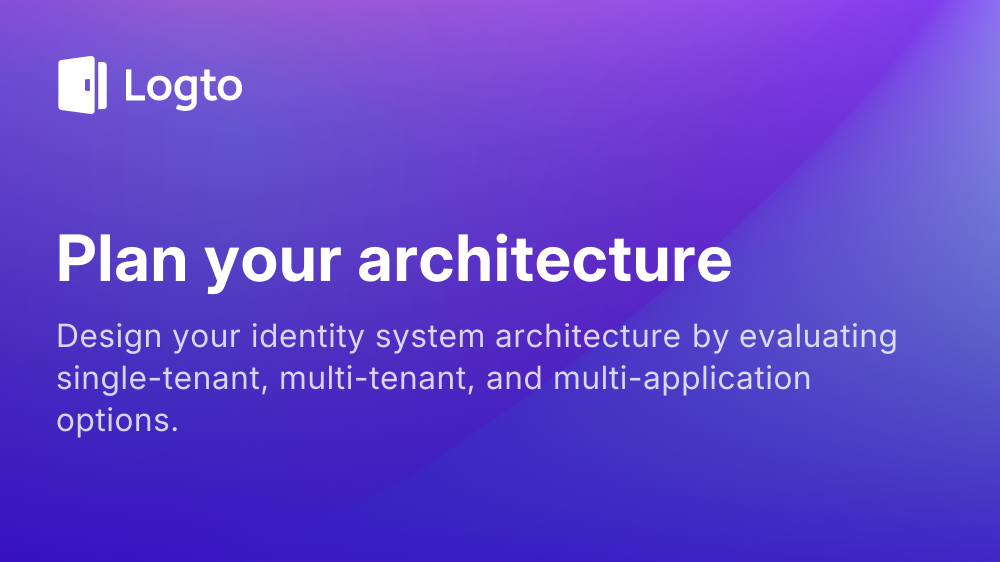 Logto
Plan your architecture
Design your identity system architecture by evaluating
single-tenant, multi-tenant, and multi-application
options.